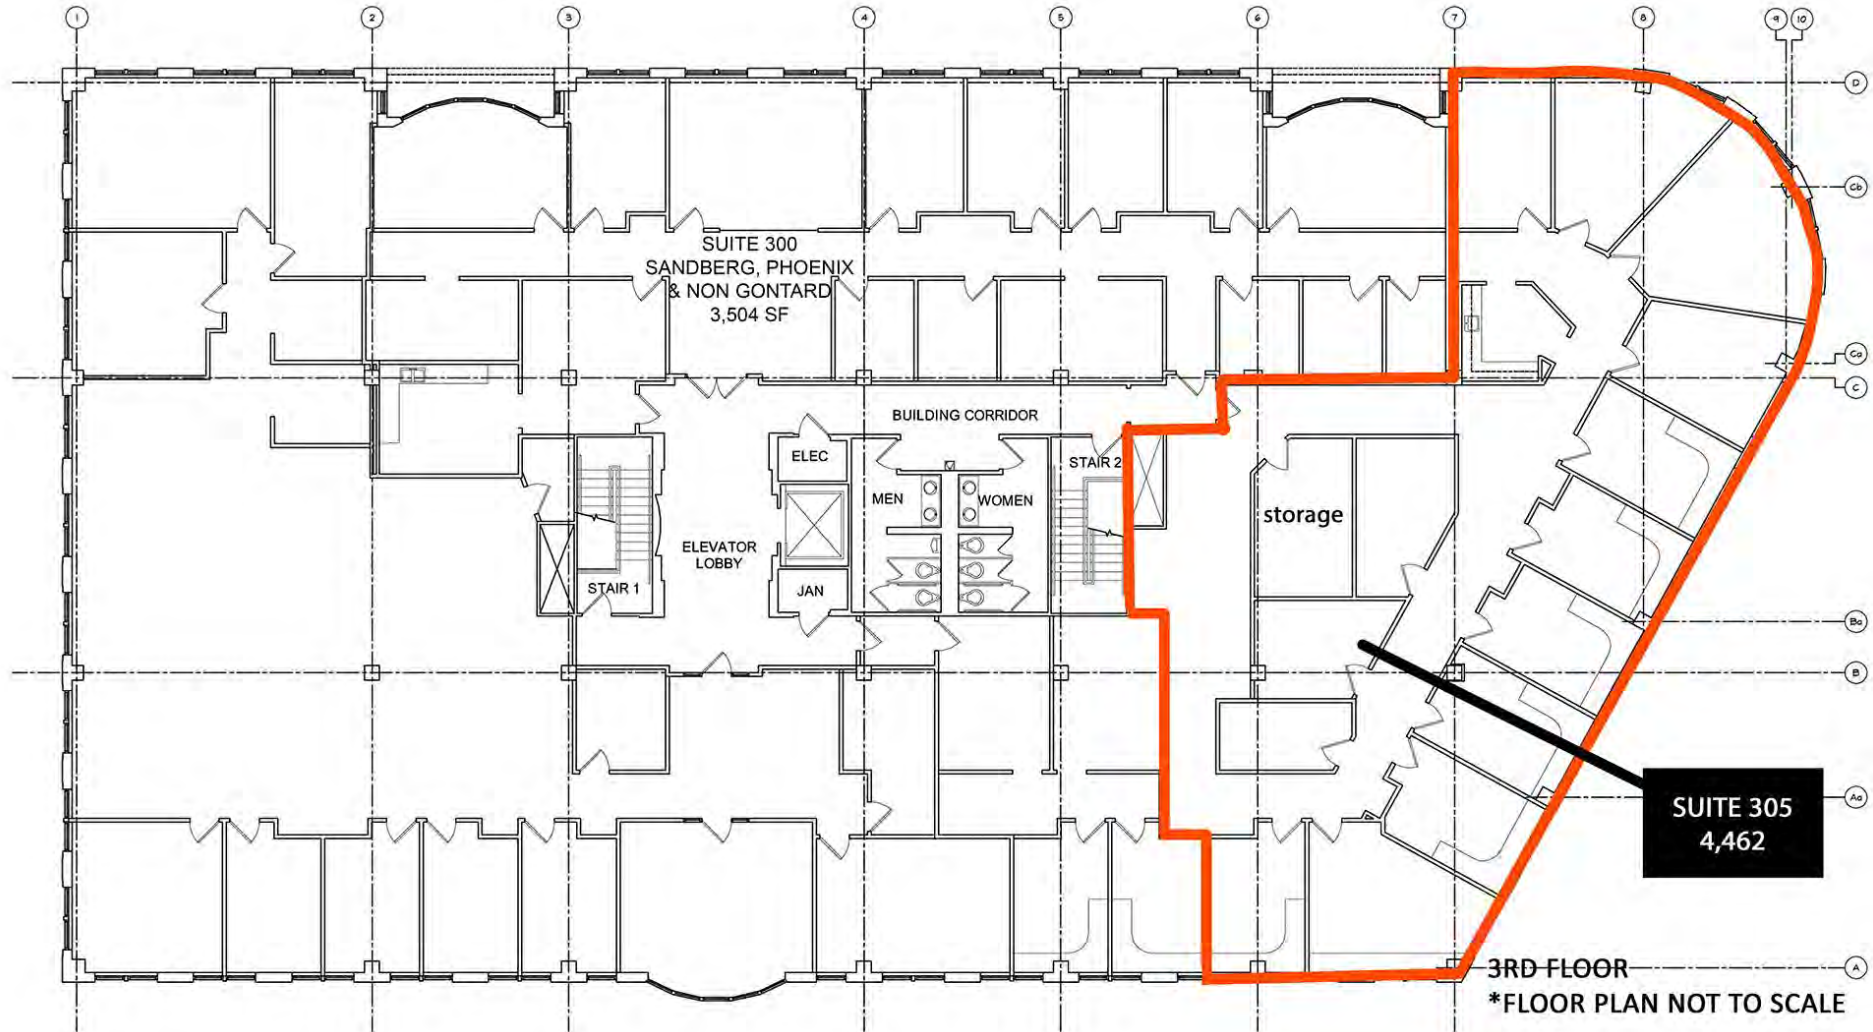 1 2 3 4 5 6 7 8 9 10
D
Cb
SUITE 300
SANDBERG, PHOENIX
& NON GONTARD
3,504 SF
Ca
C
BUILDING CORRIDOR
ELEC
STAIR 2
MEN
WOMEN
storage
ELEVATOR
LOBBY
STAIR 1
JAN
Ba
B
Aa
SUITE 305
4,462
A
3RD FLOOR
*FLOOR PLAN NOT TO SCALE